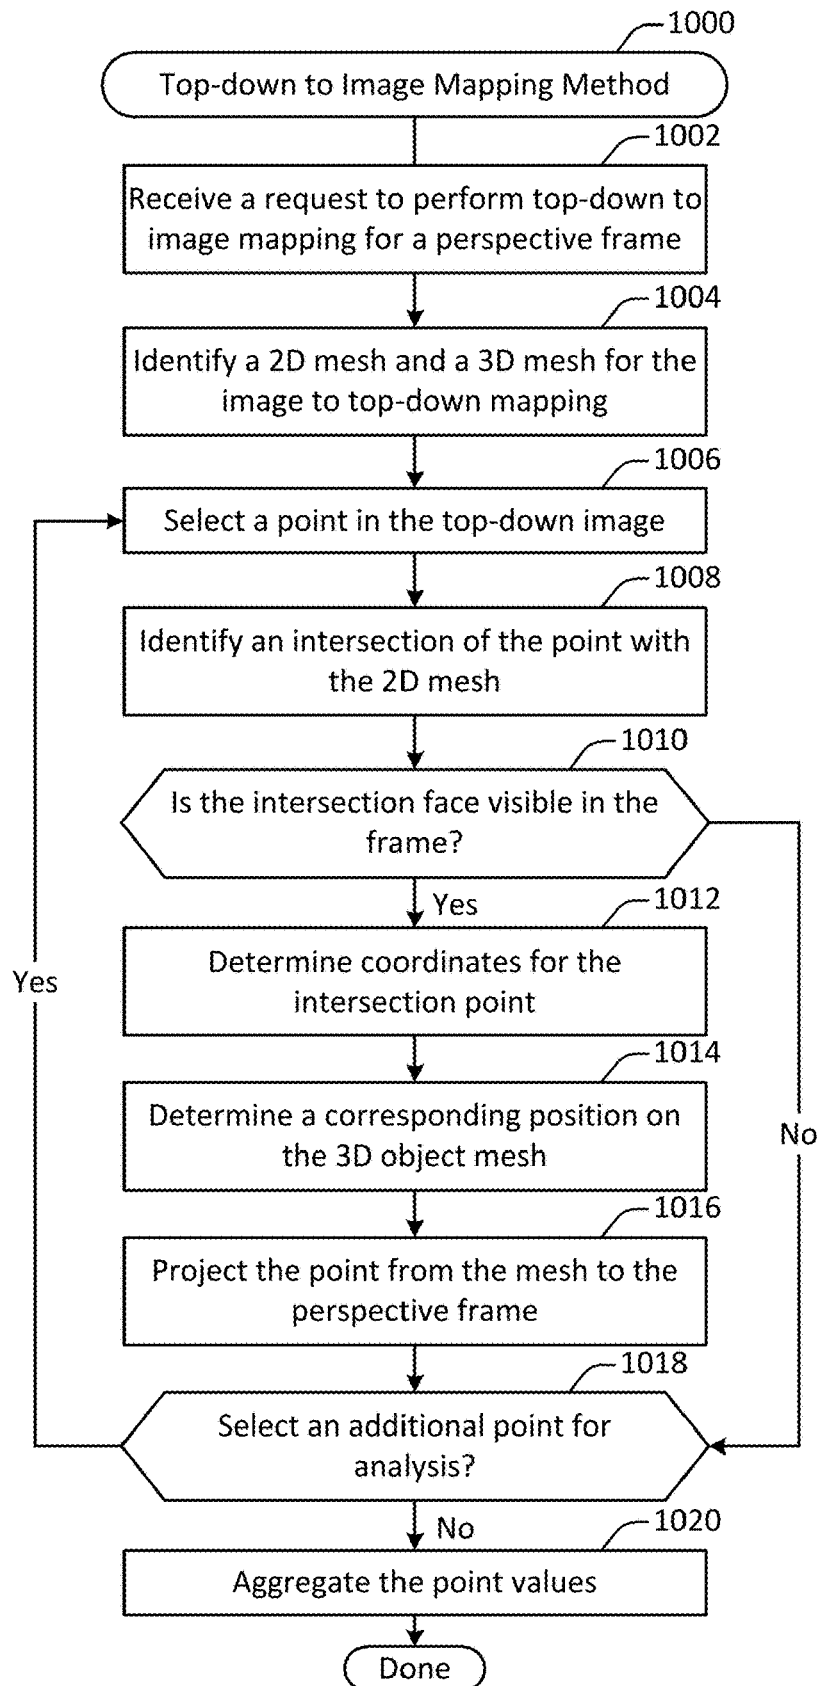 1000
Top-down to Image Mapping Method
1002
Receive a request to perform top-down to
image mapping for a perspective frame
1004
Identify a 2D mesh and a 3D mesh for the
image to top-down mapping
1006
Select a point in the top-down image
1008
Identify an intersection of the point with
the 2D mesh
1010
Is the intersection face visible in the
frame?
Yes
1012
Determine coordinates for the
intersection point
Yes
1014
Determine a corresponding position on
the 3D object mesh
No
1016
Project the point from the mesh to the
perspective frame
1018
Select an additional point for
analysis?
No
1020
Aggregate the point values
Done